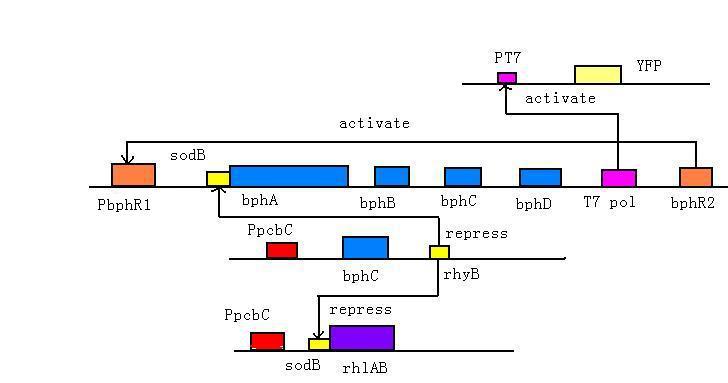 PT7
YFP
activate
activate
sodB
PbphR1
bphA
bphB
bphC
bphD
T7 pol
bphR2
PpcbC
repress
bphC
rhyB
PpcbC
repress
sodB
rhlAB